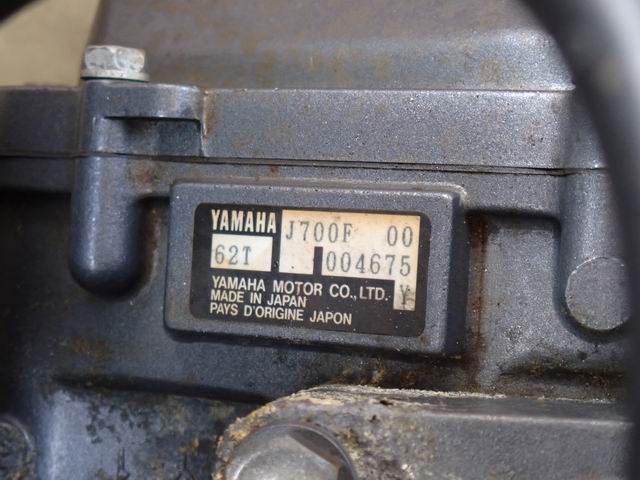 YAMAHA J700F 00
62T 004675
YAMAHA MOTOR CO., LTD. Y
MADE IN JAPAN
PAYS D'ORIGINE JAPON